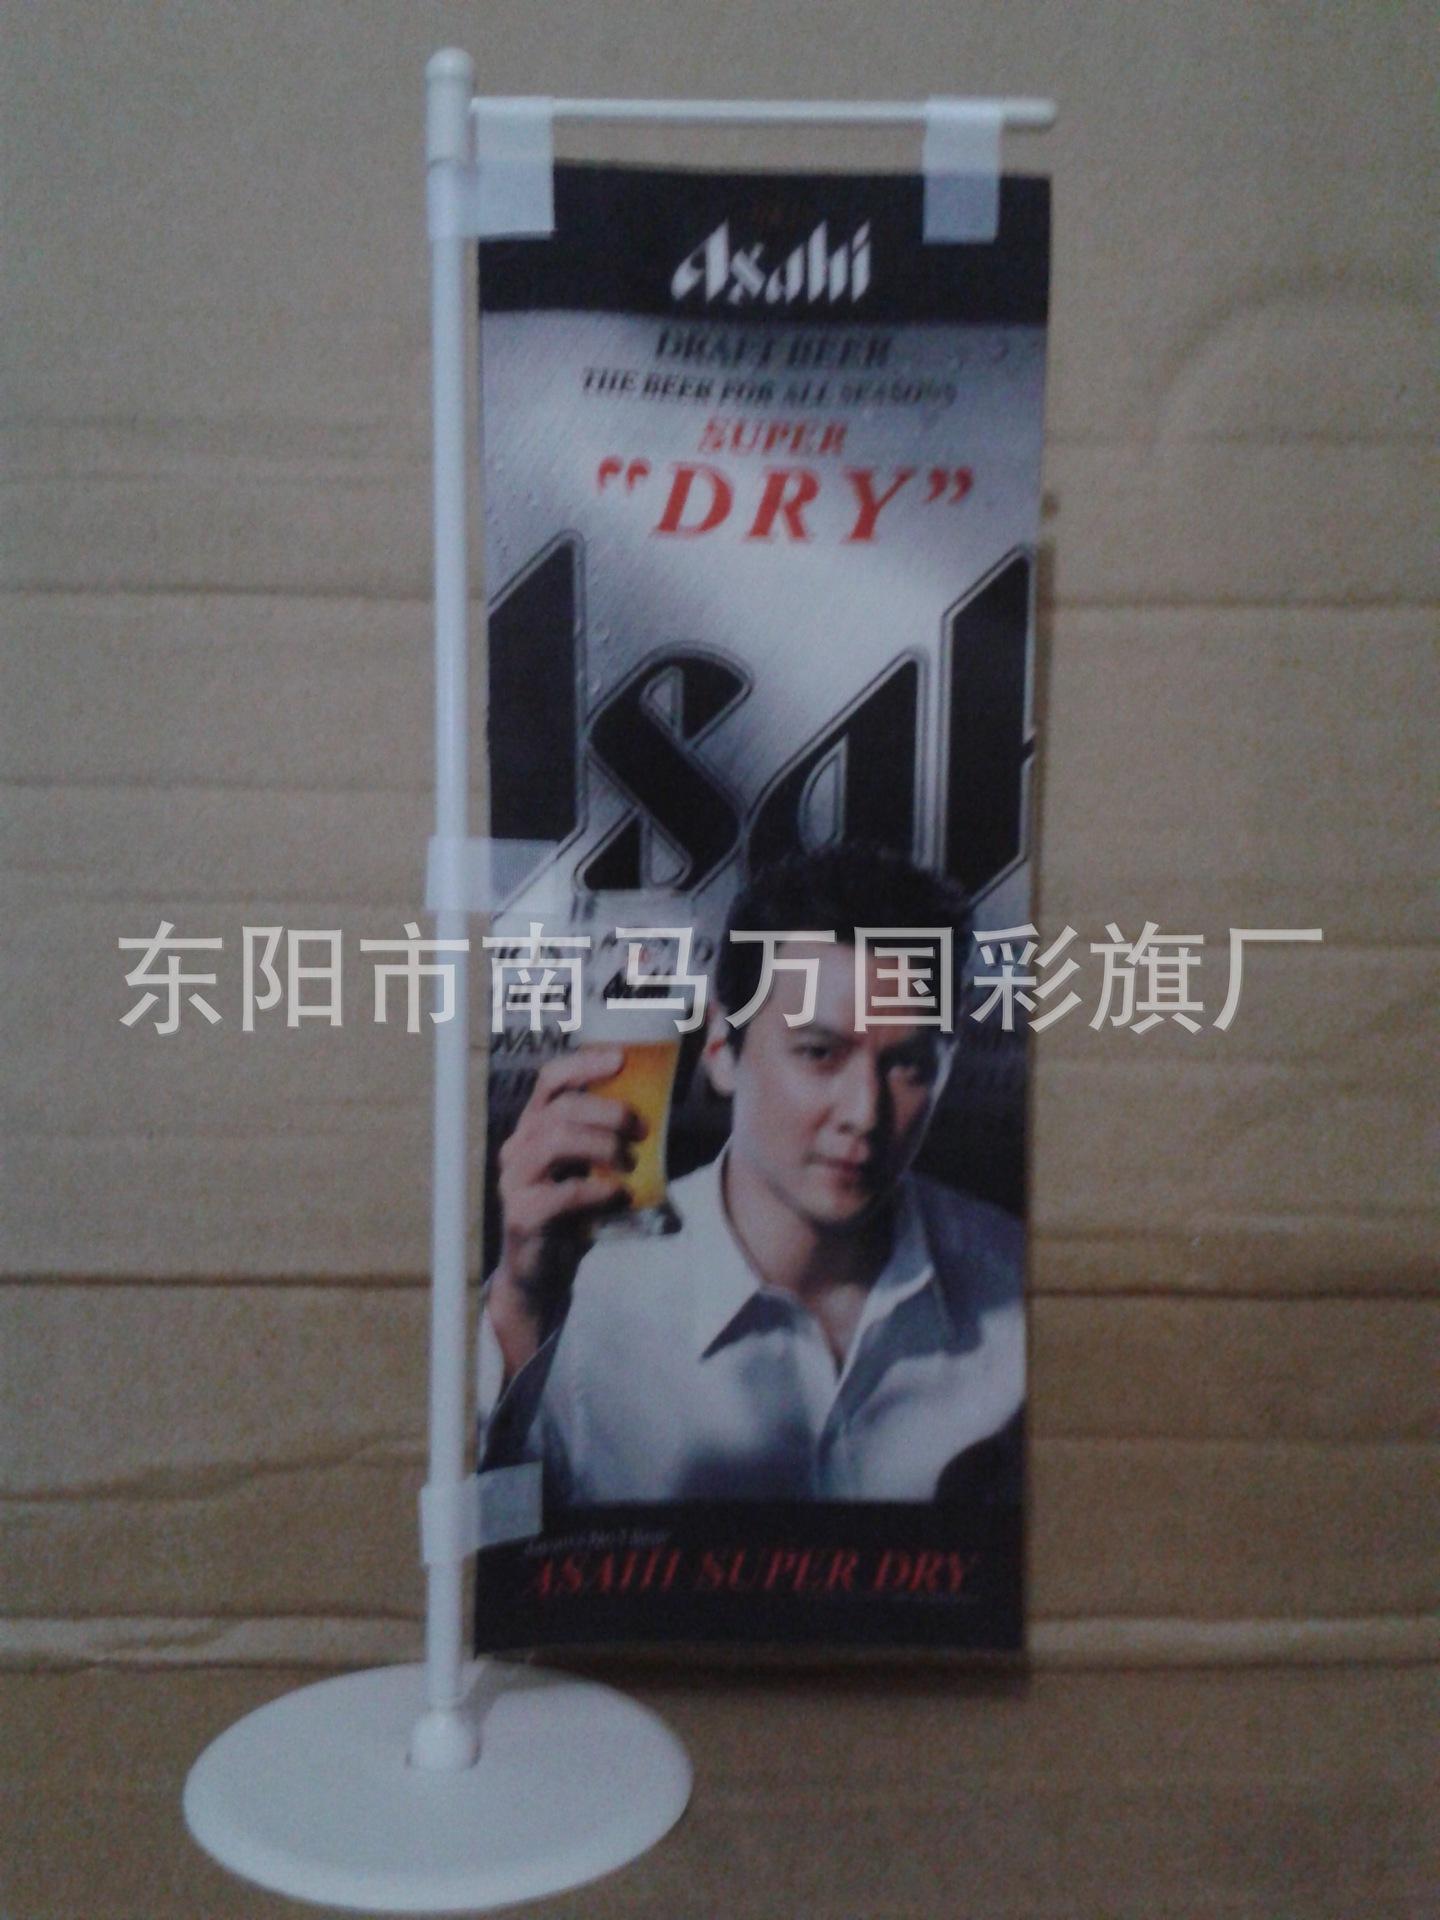 Asahi
DRAFT BEER
THE BEER FOR ALL SEASONS
SUPER
"DRY"
东阳市南马万国彩旗厂
ASAHI SUPER DRY